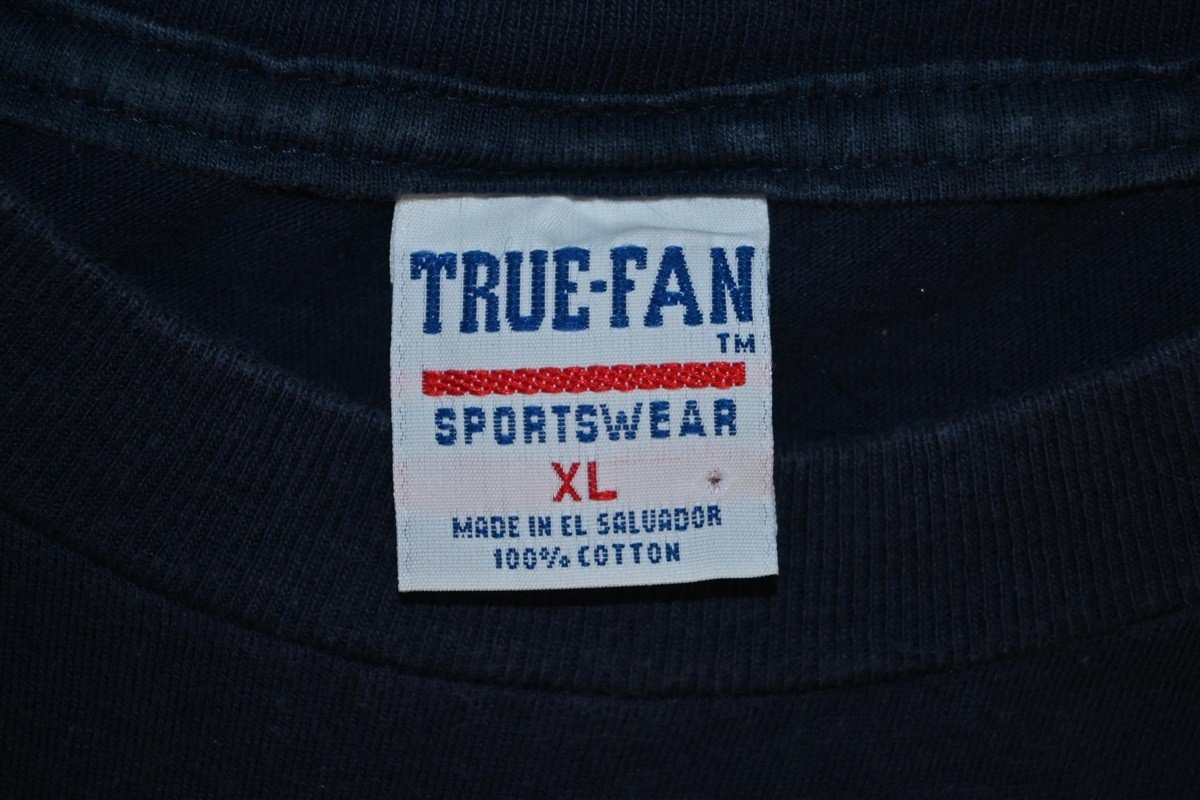 TRUE-FAN
TM
SPORTSWEAR
XL
MADE IN EL SALVADOR
100% COTTON